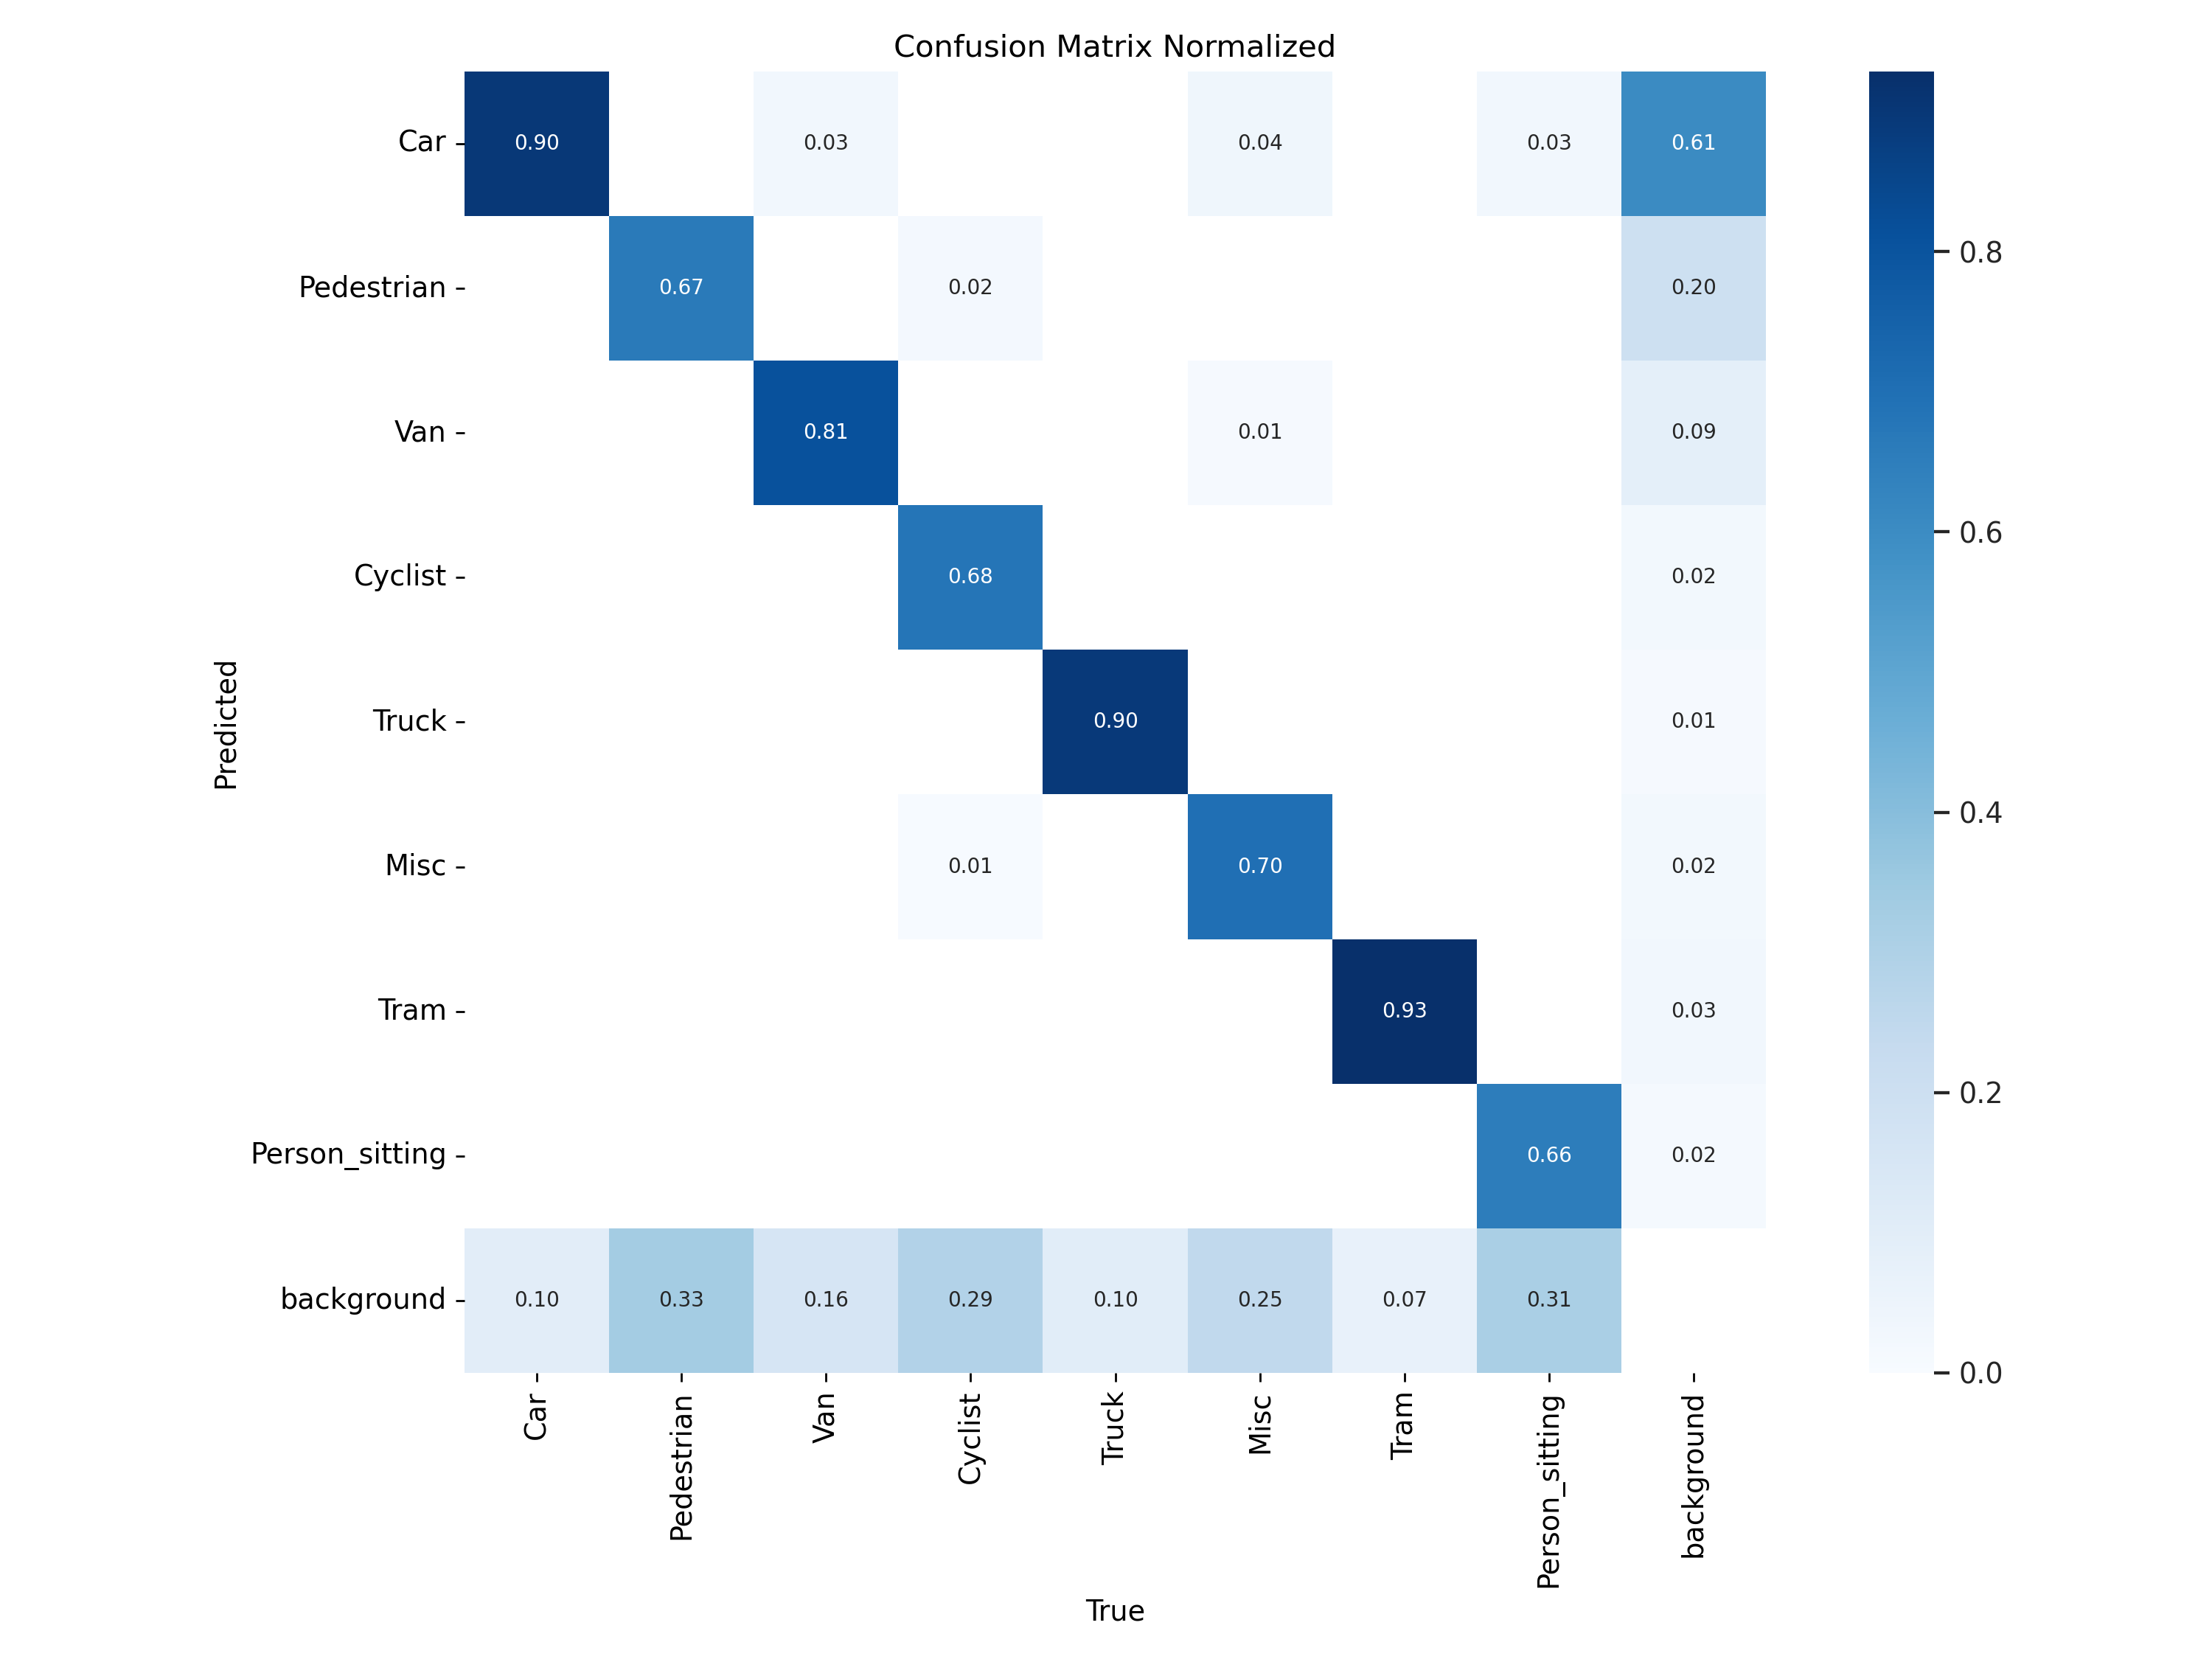 Confusion Matrix Normalized
Car 0.90 0.03 0.04 0.03 0.61
Pedestrian 0.67 0.02 0.20
Van 0.81 0.01 0.09
Cyclist 0.68 0.02
Truck 0.90 0.01
Misc 0.01 0.70 0.02
Tram 0.93 0.03
Person_sitting 0.66 0.02
background 0.10 0.33 0.16 0.29 0.10 0.25 0.07 0.31
Predicted
Car Pedestrian Van Cyclist Truck Misc Tram Person_sitting background
True
0.8
0.6
0.4
0.2
0.0